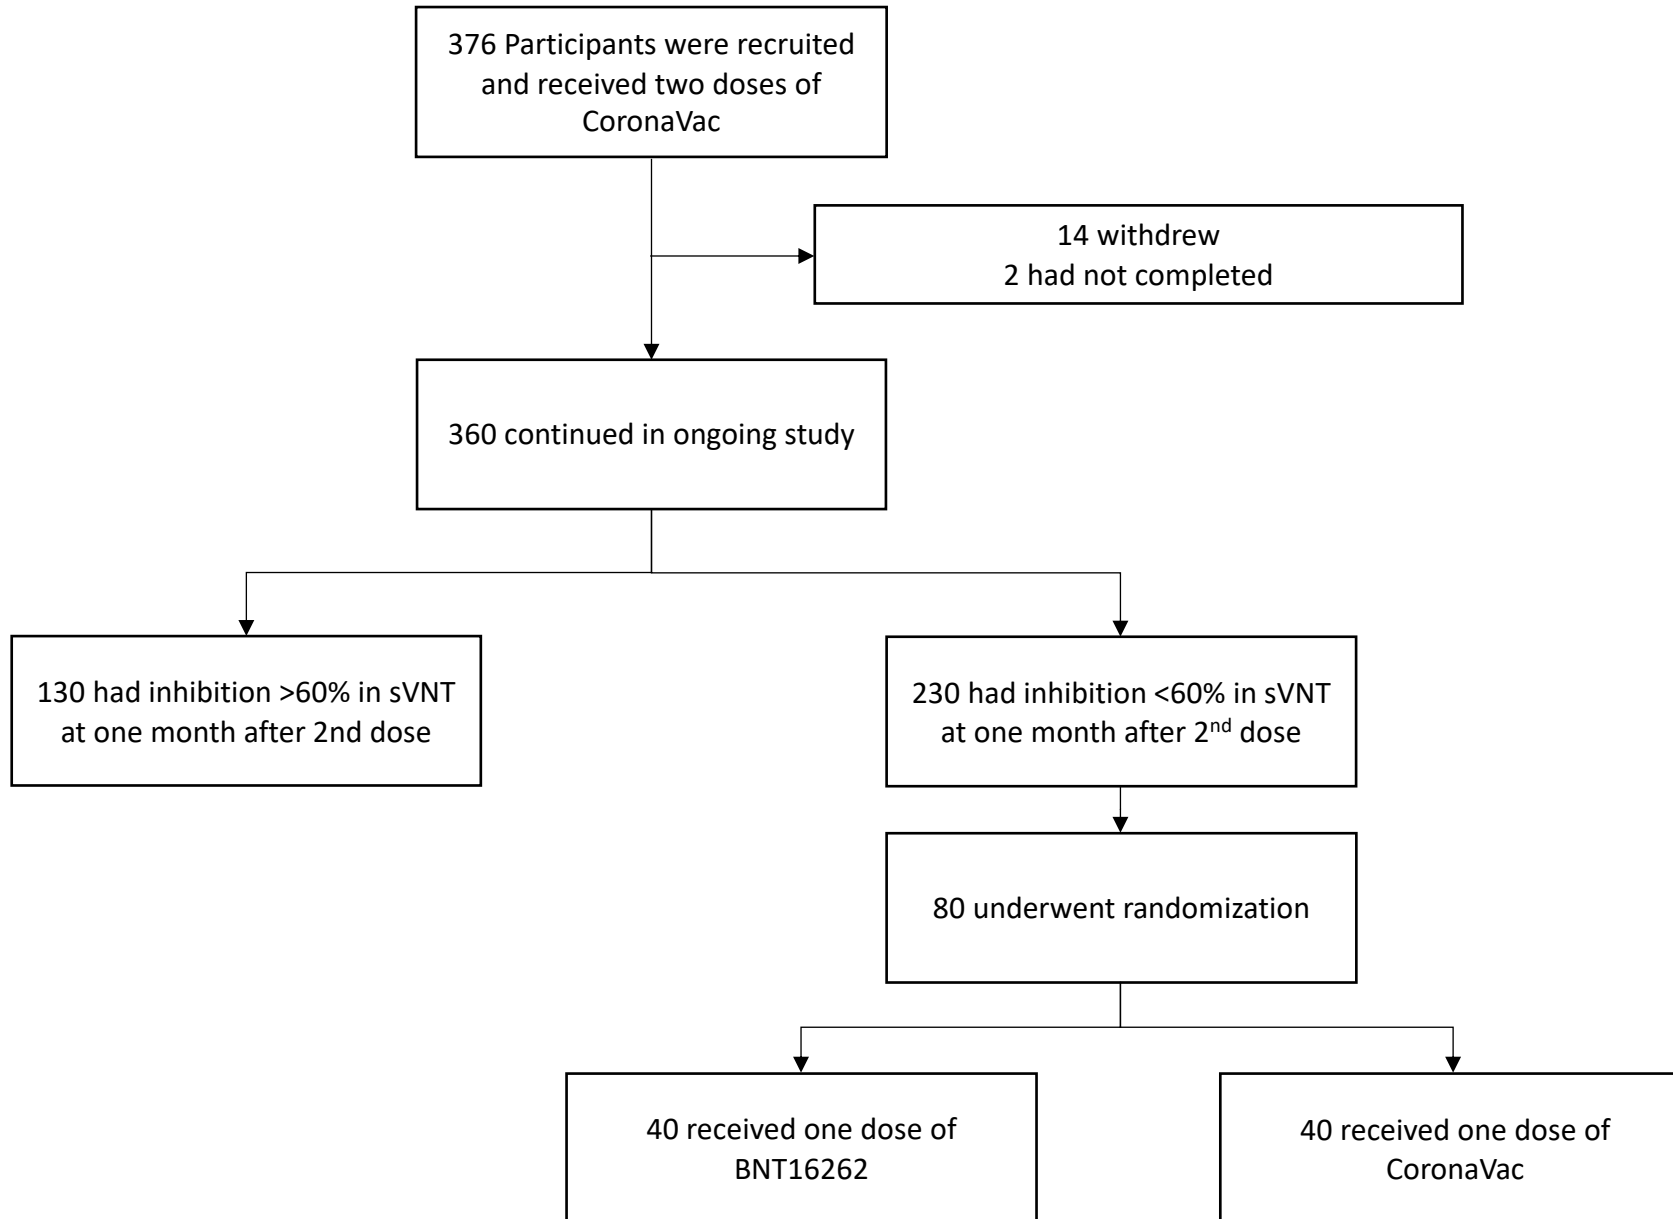 376 Participants were recruited
and received two doses of
CoronaVac
14 withdrew
2 had not completed
360 continued in ongoing study
130 had inhibition >60% in sVNT
at one month after 2nd dose
230 had inhibition <60% in sVNT
at one month after 2nd dose
80 underwent randomization
40 received one dose of
BNT16262
40 received one dose of
CoronaVac